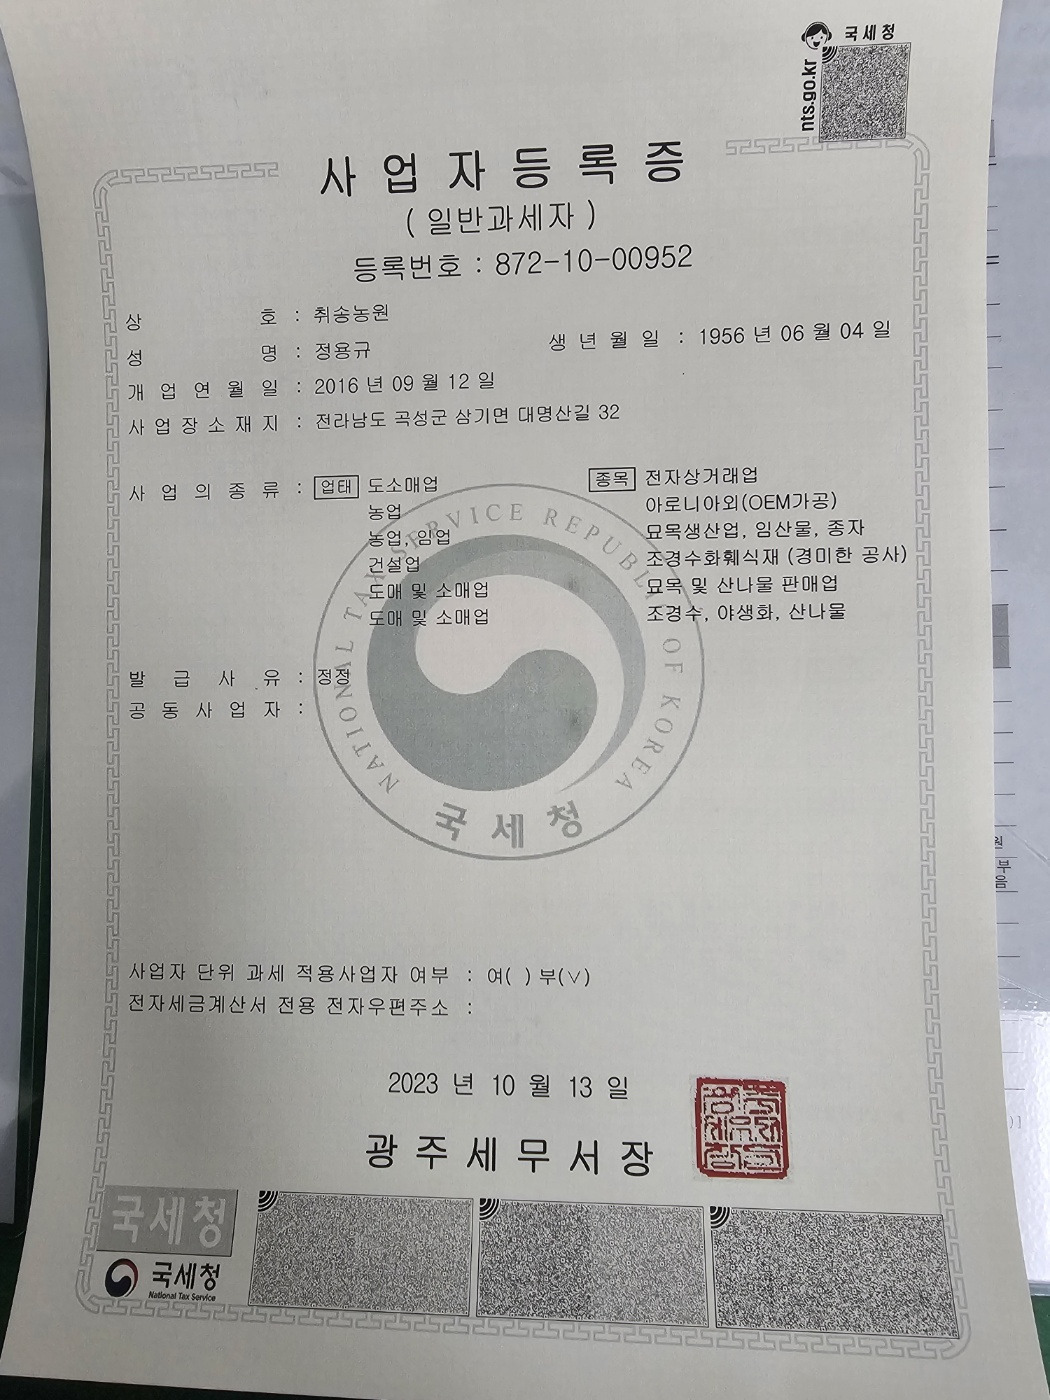 국세청
nts.go.kr
사업자등록증
( 일반과세자 )
등록번호 : 872-10-00952
상 호 : 취송농원
성 명 : 정용규 생 년 월 일 : 1956 년 06 월 04 일
개 업 연 월 일 : 2016 년 09 월 12 일
사 업 장 소 재 지 : 전라남도 곡성군 삼기면 대명산길 32
사 업 의 종 류 : 업태 도소매업 종목 전자상거래업
농업 아로니아외(OEM가공)
농업, 임업 묘목생산업, 임산물, 종자
건설업 조경수화훼식재 (경미한 공사)
도매 및 소매업 묘목 및 산나물 판매업
도매 및 소매업 조경수, 야생화, 산나물
NATIONAL TAX SERVICE REPUBLIC OF KOREA
발 급 사 유 : 정정
공 동 사 업 자 :
국세청
사업자 단위 과세 적용사업자 여부 : 여( ) 부(∨)
전자세금계산서 전용 전자우편주소 :
2023 년 10 월 13 일
광주세무서장
국세청
국세청
National Tax Service
원
부
음